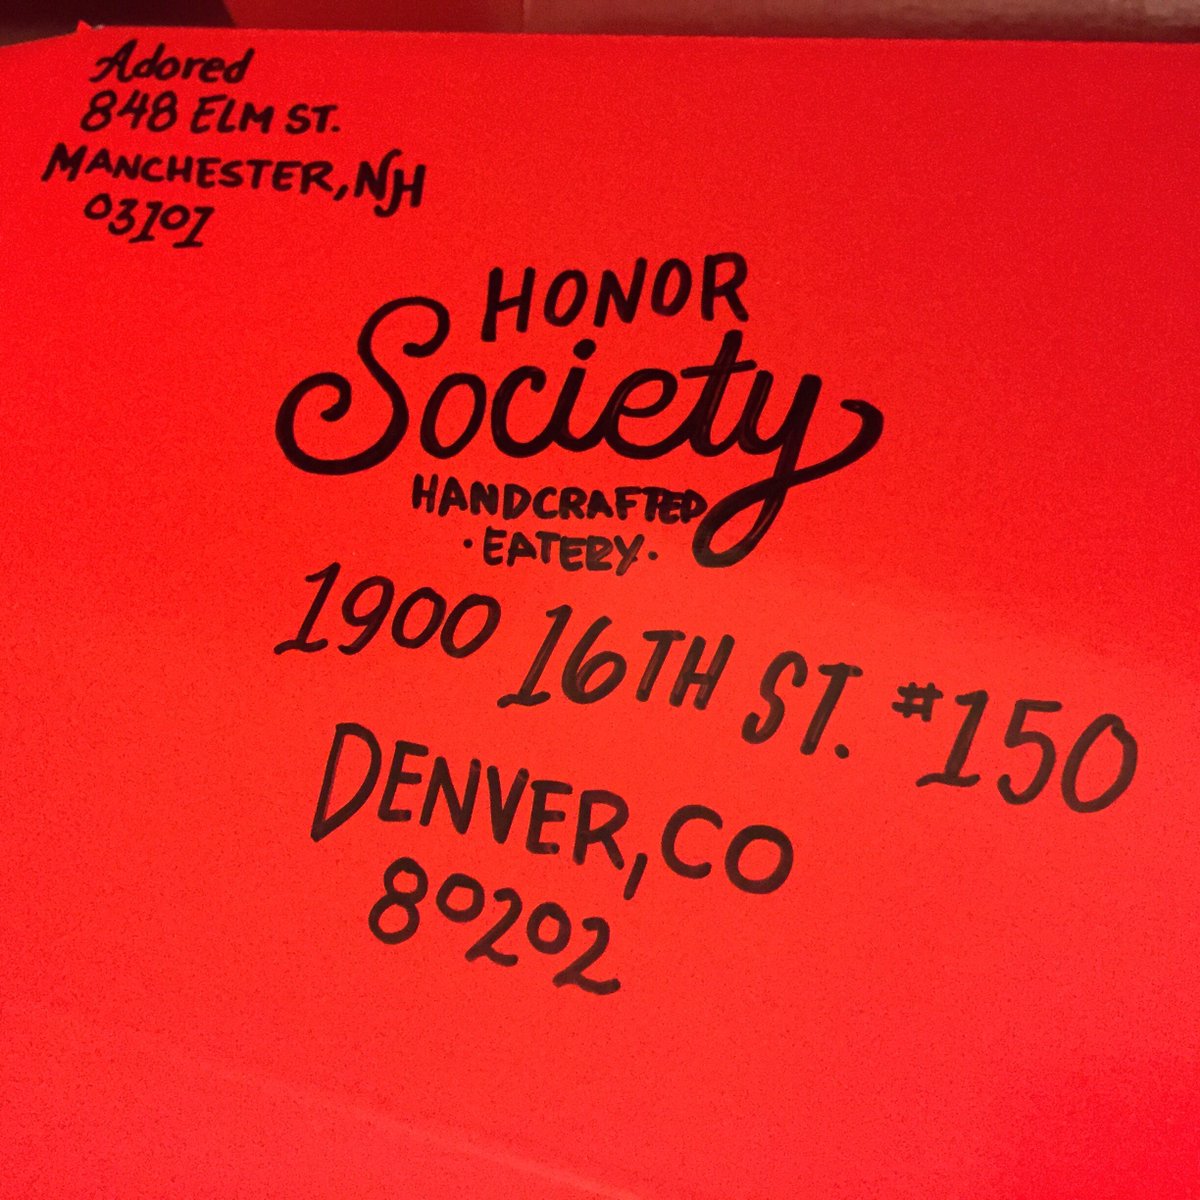 Adored
848 ELM ST.
MANCHESTER, NH
03101
HONOR
Society
HANDCRAFTED
· EATERY ·
1900 16TH ST. #150
DENVER, CO
80202